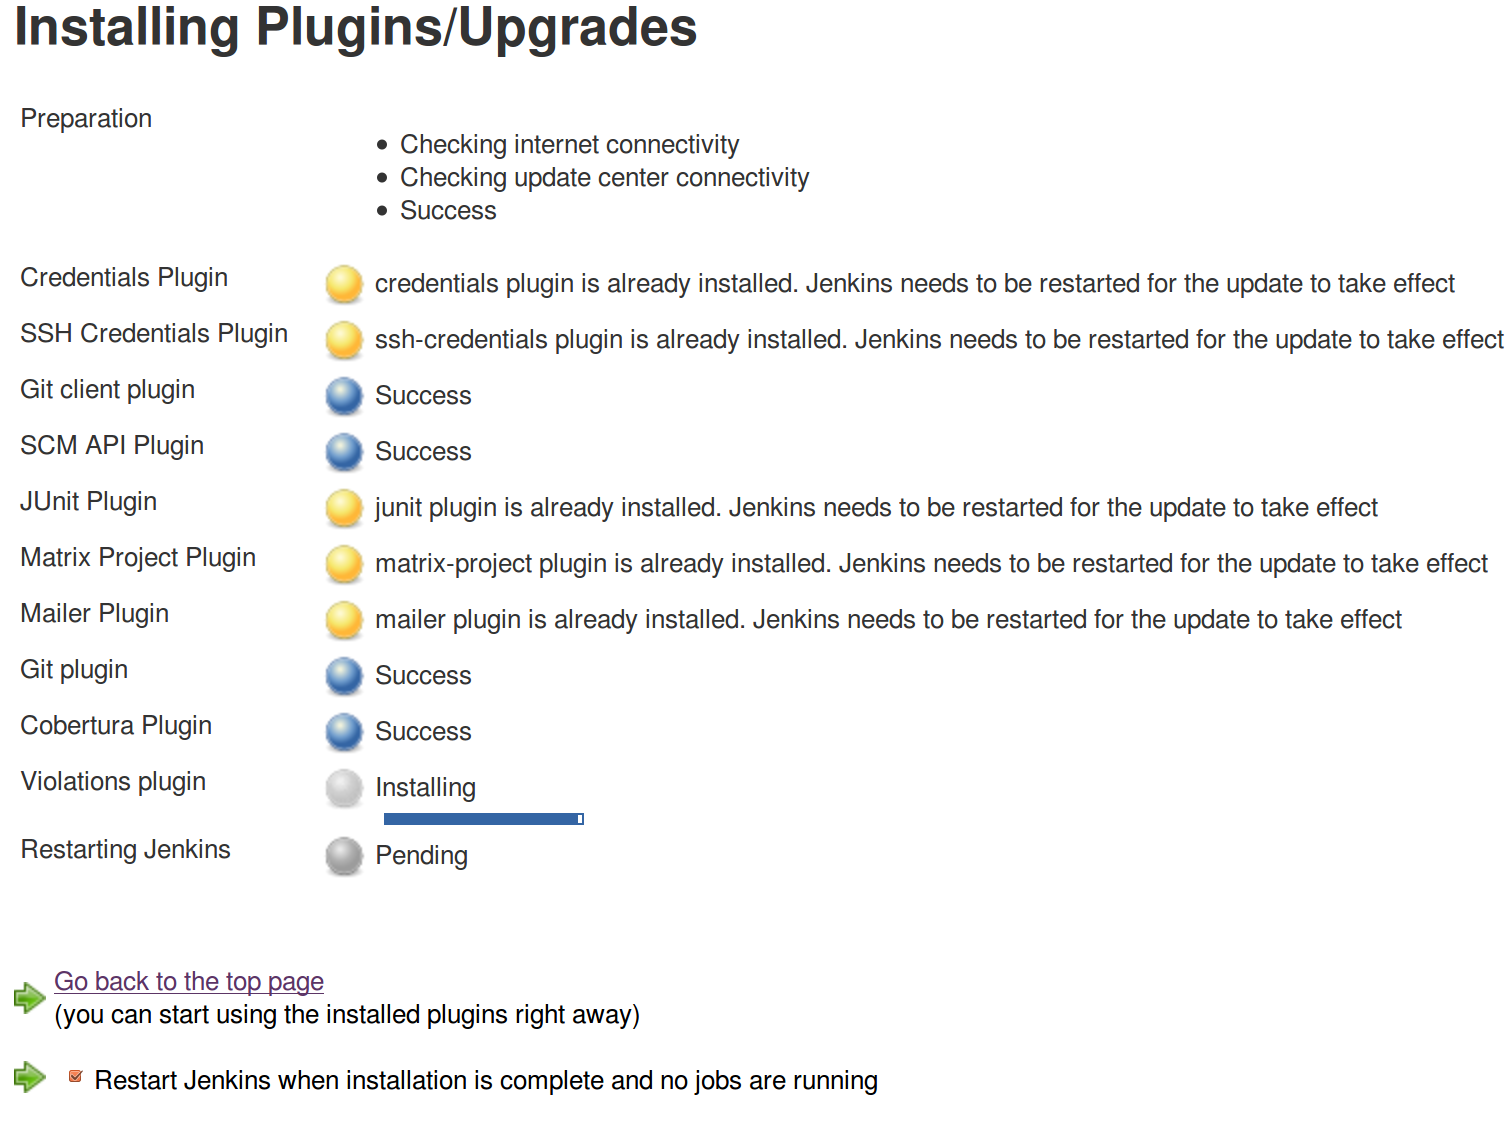 Installing Plugins/Upgrades
Preparation
Checking internet connectivity
Checking update center connectivity
Success
Credentials Plugin credentials plugin is already installed. Jenkins needs to be restarted for the update to take effect
SSH Credentials Plugin ssh-credentials plugin is already installed. Jenkins needs to be restarted for the update to take effect
Git client plugin Success
SCM API Plugin Success
JUnit Plugin junit plugin is already installed. Jenkins needs to be restarted for the update to take effect
Matrix Project Plugin matrix-project plugin is already installed. Jenkins needs to be restarted for the update to take effect
Mailer Plugin mailer plugin is already installed. Jenkins needs to be restarted for the update to take effect
Git plugin Success
Cobertura Plugin Success
Violations plugin Installing
Restarting Jenkins Pending
Go back to the top page
(you can start using the installed plugins right away)
Restart Jenkins when installation is complete and no jobs are running